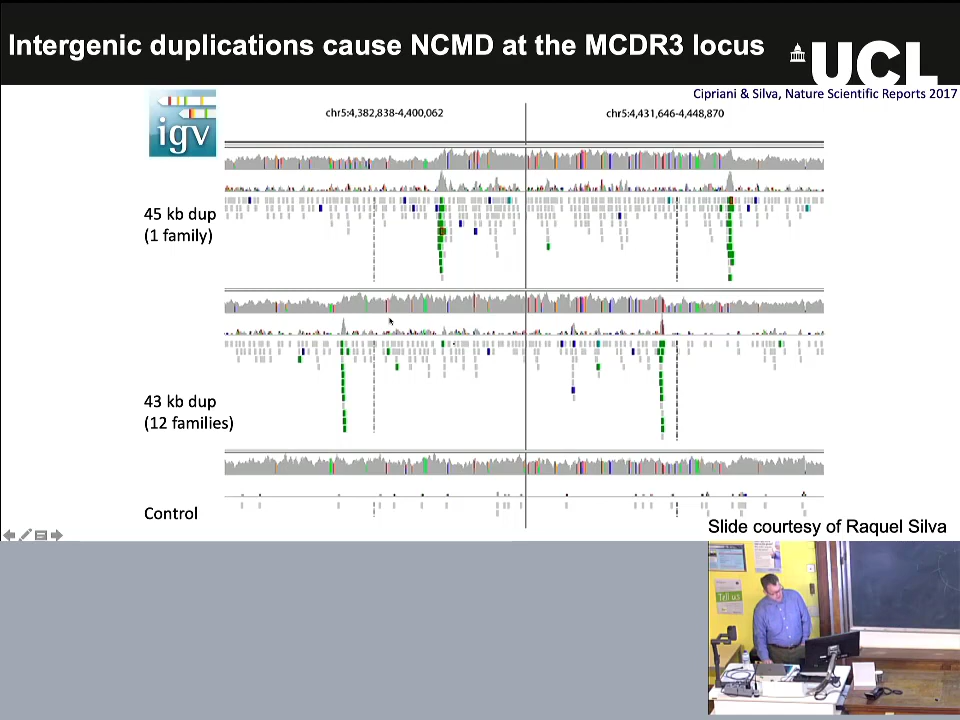 Intergenic duplications cause NCMD at the MCDR3 locus
UCL
Cipriani & Silva, Nature Scientific Reports 2017
igv
chr5:4,382,838-4,400,062
chr5:4,431,646-4,448,870
45 kb dup
(1 family)
43 kb dup
(12 families)
Control
Slide courtesy of Raquel Silva
Tell us